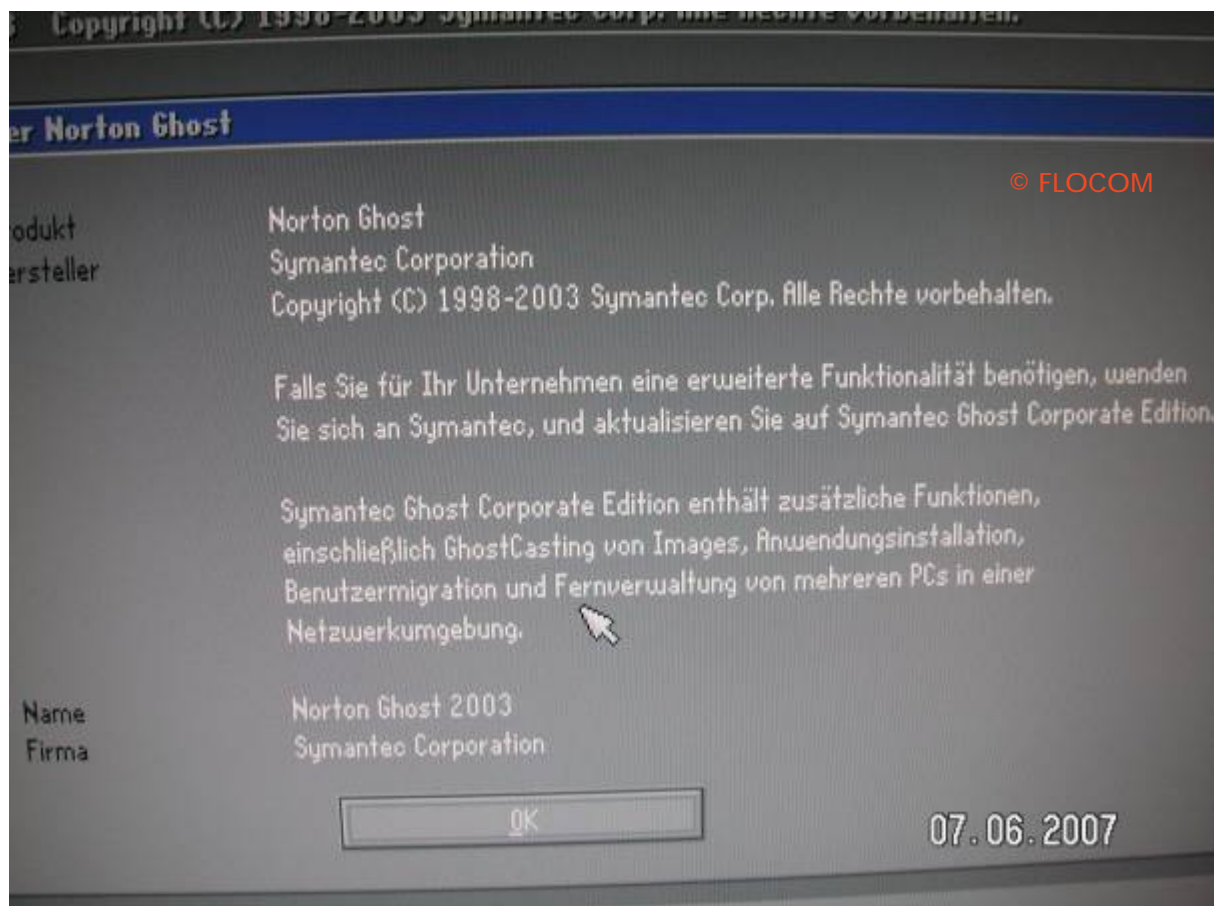 Copyright (C) 1998-2003 Symantec Corp. Alle Rechte vorbehalten.
er Norton Ghost
© FLOCOM
odukt Norton Ghost
ersteller Symantec Corporation
Copyright (C) 1998-2003 Symantec Corp. Alle Rechte vorbehalten.
Falls Sie für Ihr Unternehmen eine erweiterte Funktionalität benötigen, wenden
Sie sich an Symantec, und aktualisieren Sie auf Symantec Ghost Corporate Edition.
Symantec Ghost Corporate Edition enthält zusätzliche Funktionen,
einschließlich GhostCasting von Images, Anwendungsinstallation,
Benutzermigration und Fernverwaltung von mehreren PCs in einer
Netzwerkumgebung.
Name Norton Ghost 2003
Firma Symantec Corporation
OK
07.06.2007